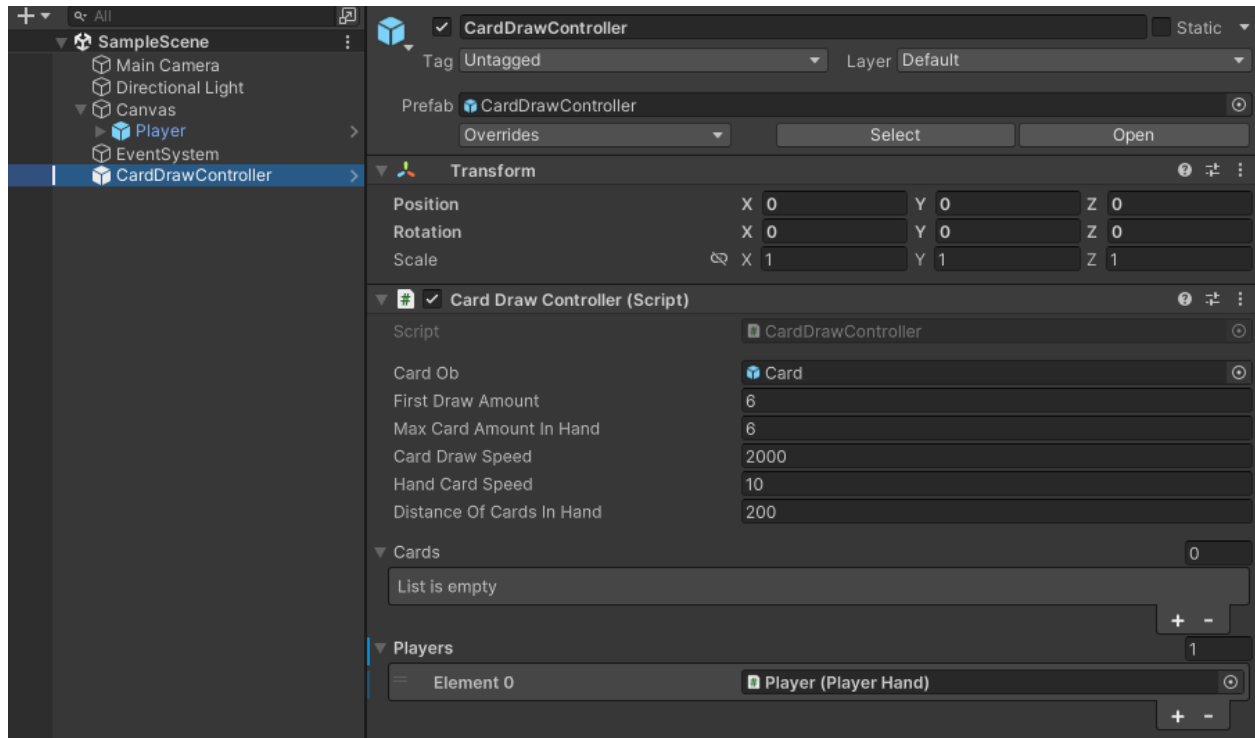 All
SampleScene
Main Camera
Directional Light
Canvas
Player
EventSystem
CardDrawController
CardDrawController
Static
Tag Untagged
Layer Default
Prefab CardDrawController
Overrides
Select
Open
Transform
Position X 0 Y 0 Z 0
Rotation X 0 Y 0 Z 0
Scale X 1 Y 1 Z 1
# Card Draw Controller (Script)
Script CardDrawController
Card Ob Card
First Draw Amount 6
Max Card Amount In Hand 6
Card Draw Speed 2000
Hand Card Speed 10
Distance Of Cards In Hand 200
Cards 0
List is empty
+ -
Players 1
Element 0 Player (Player Hand)
+ -